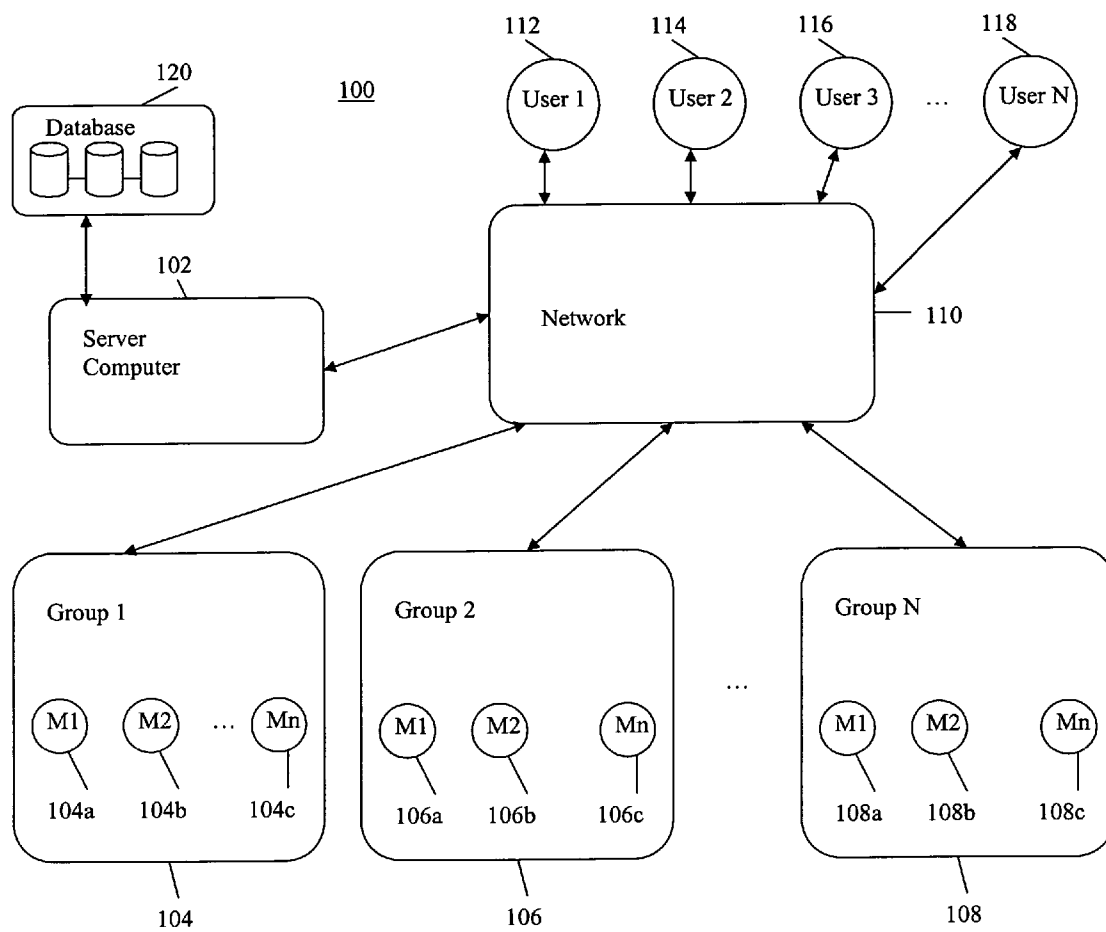 112
114
116
118
120
100
User 1
User 2
User 3
...
User N
Database
102
Server
Computer
Network
110
Group 1
Group 2
Group N
...
M1
M2
...
Mn
M1
M2
Mn
M1
M2
Mn
104a
104b
104c
106a
106b
106c
108a
108b
108c
104
106
108